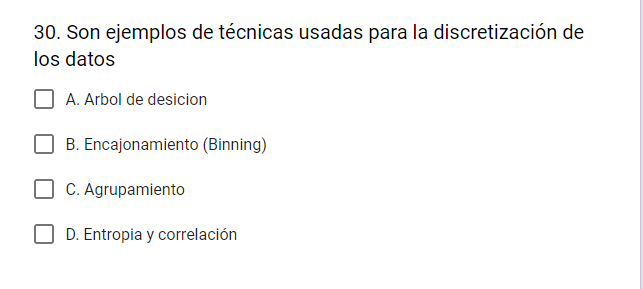 30. Son ejemplos de técnicas usadas para la discretización de
los datos
A. Arbol de desicion
B. Encajonamiento (Binning)
C. Agrupamiento
D. Entropia y correlación